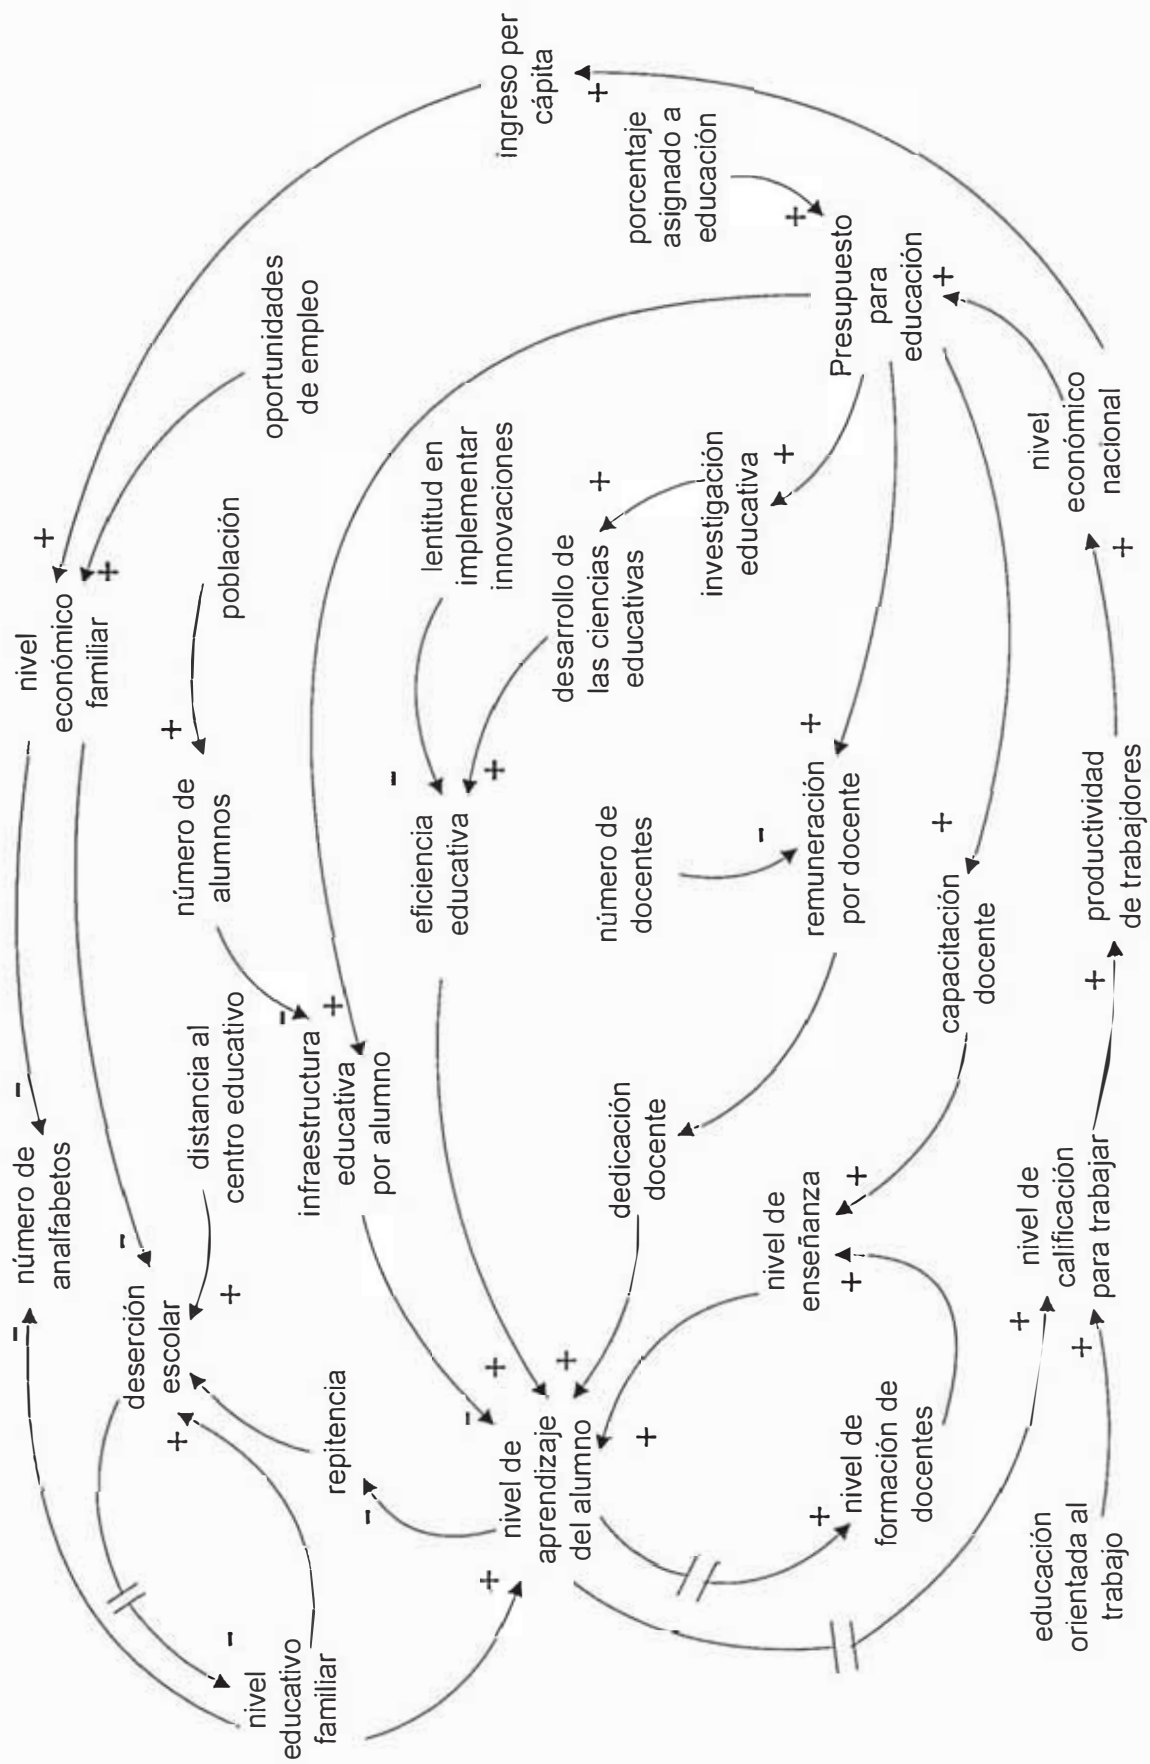 número de
analfabetos
nivel
económico
familiar
deserción
escolar
número de
alumnos
distancia al
centro educativo
población
nivel
educativo
familiar
oportunidades
de empleo
infraestructura
educativa
por alumno
repitencia
eficiencia
educativa
lentitud en
implementar
innovaciones
ingreso per
cápita
nivel de
aprendizaje
del alumno
desarrollo de
las ciencias
educativas
número de
docentes
dedicación
docente
porcentaje
asignado a
educación
investigación
educativa
nivel de
enseñanza
remuneración
por docente
Presupuesto
para
educación
nivel de
formación de
docentes
capacitación
docente
nivel de
calificación
para trabajar
educación
orientada al
trabajo
nivel
económico
nacional
productividad
de trabajdores